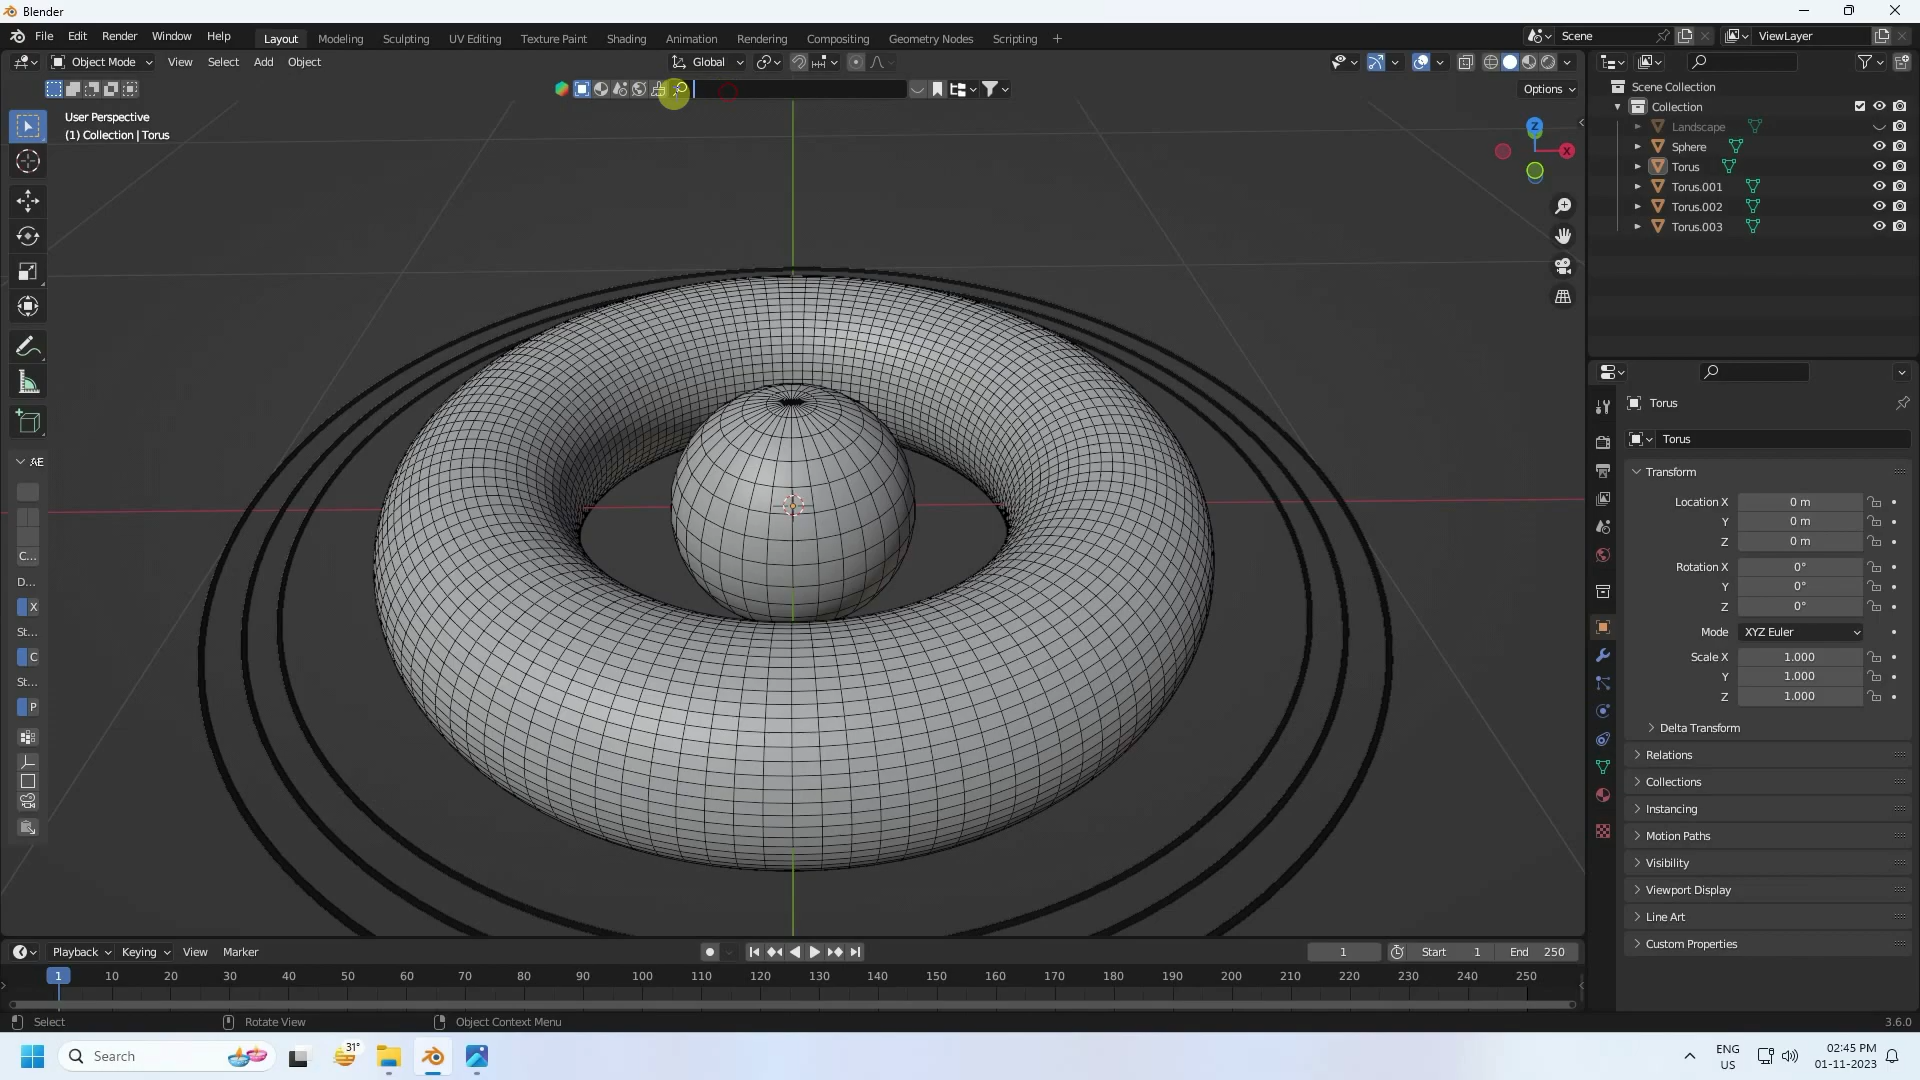 Blender
File Edit Render Window Help Layout Modeling Sculpting UV Editing Texture Paint Shading Animation Rendering Compositing Geometry Nodes Scripting + Scene ViewLayer
Object Mode View Select Add Object Global
Options
User Perspective
(1) Collection | Torus
Z
X
Scene Collection
Collection
Landscape
Sphere
Torus
Torus.001
Torus.002
Torus.003
AE
C...
D...
X
St...
C
St...
P
Torus
Torus
Transform
Location X 0 m
Y 0 m
Z 0 m
Rotation X 0°
Y 0°
Z 0°
Mode XYZ Euler
Scale X 1.000
Y 1.000
Z 1.000
Delta Transform
Relations
Collections
Instancing
Motion Paths
Visibility
Viewport Display
Line Art
Custom Properties
Playback Keying View Marker 1 Start 1 End 250
1 10 20 30 40 50 60 70 80 90 100 110 120 130 140 150 160 170 180 190 200 210 220 230 240 250
Select Rotate View Object Context Menu 3.6.0
Search 31° ENG US 02:45 PM
01-11-2023